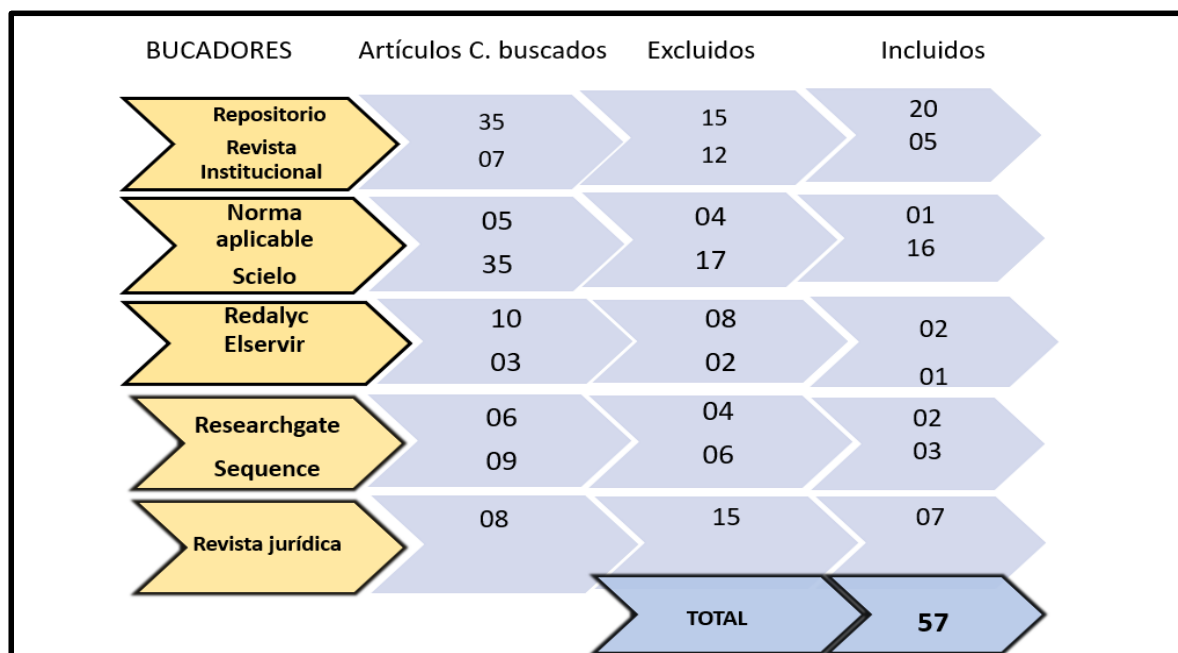 BUCADORES Artículos C. buscados Excluidos Incluidos
Repositorio 35 15 20
Revista
Institucional 07 12 05
Norma
aplicable 05 04 01
Scielo 35 17 16
Redalyc 10 08 02
Elservir 03 02 01
Researchgate 06 04 02
Sequence 09 06 03
Revista jurídica 08 15 07
TOTAL 57